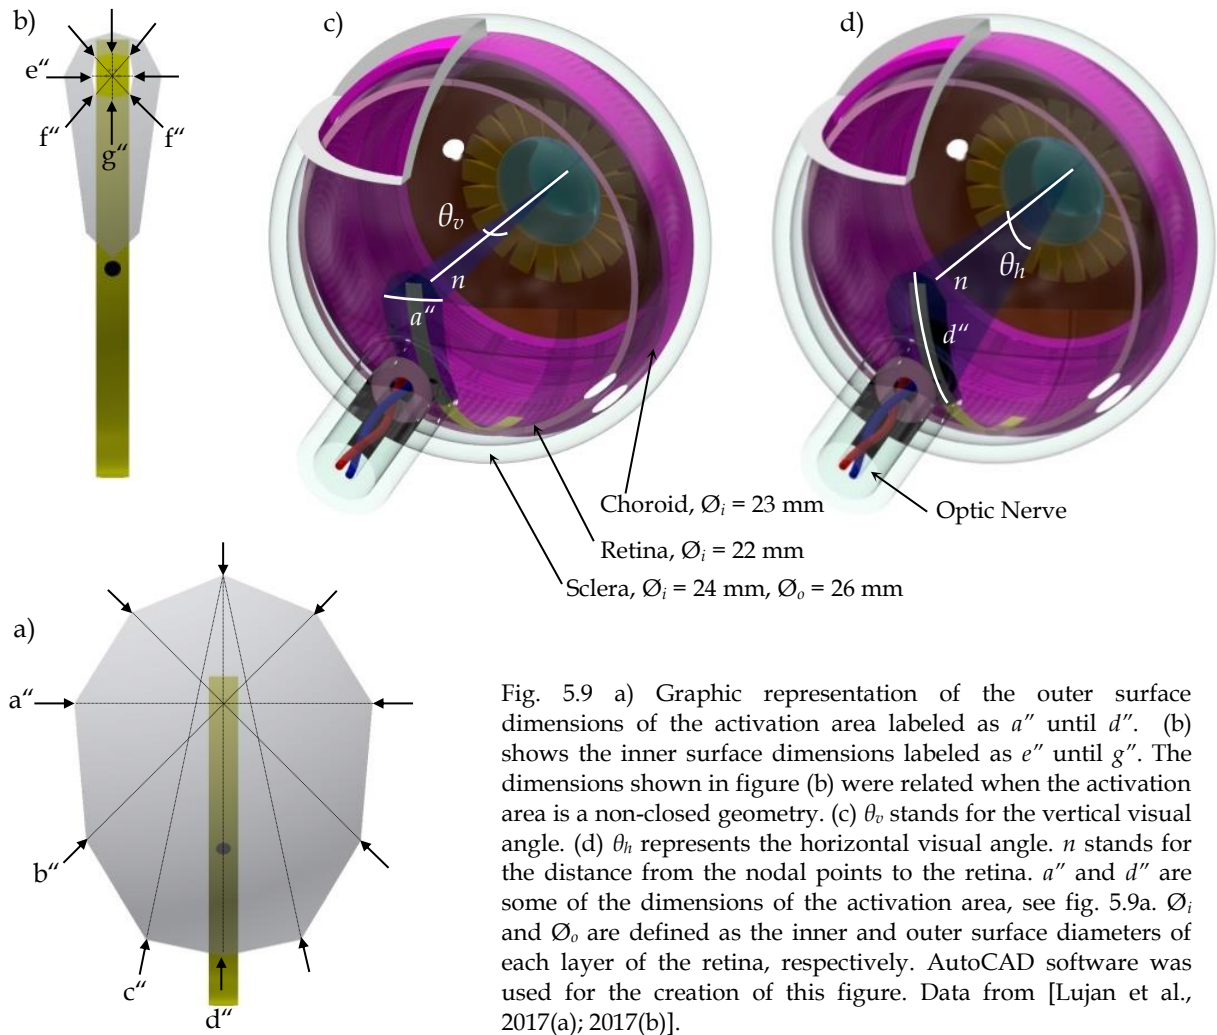 b)
c)
d)
e“
f“
g“
f“
θv
n
a“
θh
n
d“
Choroid, Øi = 23 mm
Optic Nerve
Retina, Øi = 22 mm
Sclera, Øi = 24 mm, Øo = 26 mm
a)
a“
b“
c“
d“
Fig. 5.9 a) Graphic representation of the outer surface
dimensions of the activation area labeled as a” until d”. (b)
shows the inner surface dimensions labeled as e” until g”. The
dimensions shown in figure (b) were related when the activation
area is a non-closed geometry. (c) θv stands for the vertical visual
angle. (d) θh represents the horizontal visual angle. n stands for
the distance from the nodal points to the retina. a” and d” are
some of the dimensions of the activation area, see fig. 5.9a. Øi
and Øo are defined as the inner and outer surface diameters of
each layer of the retina, respectively. AutoCAD software was
used for the creation of this figure. Data from [Lujan et al.,
2017(a); 2017(b)].